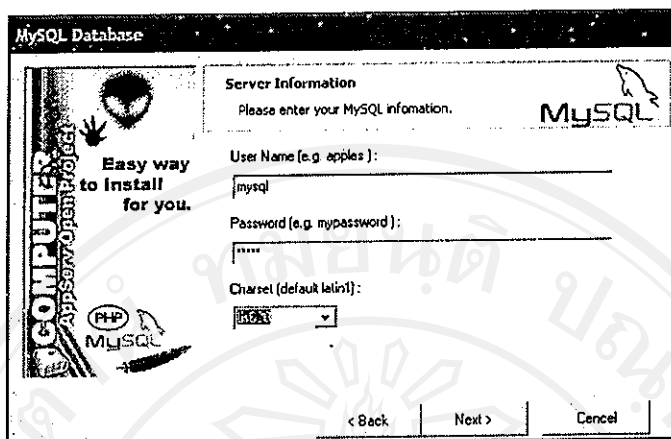 MySQL Database
Server Information
Please enter your MySQL infomation.
MySQL
COMPUTER
AppServ Open Project
Easy way
to Install
for you.
User Name (e.g. apples ) :
mysql
Password (e.g. mypassword ) :
*****
Charset (default latin1) :
PHP
MySQL
< Back
Next >
Cancel